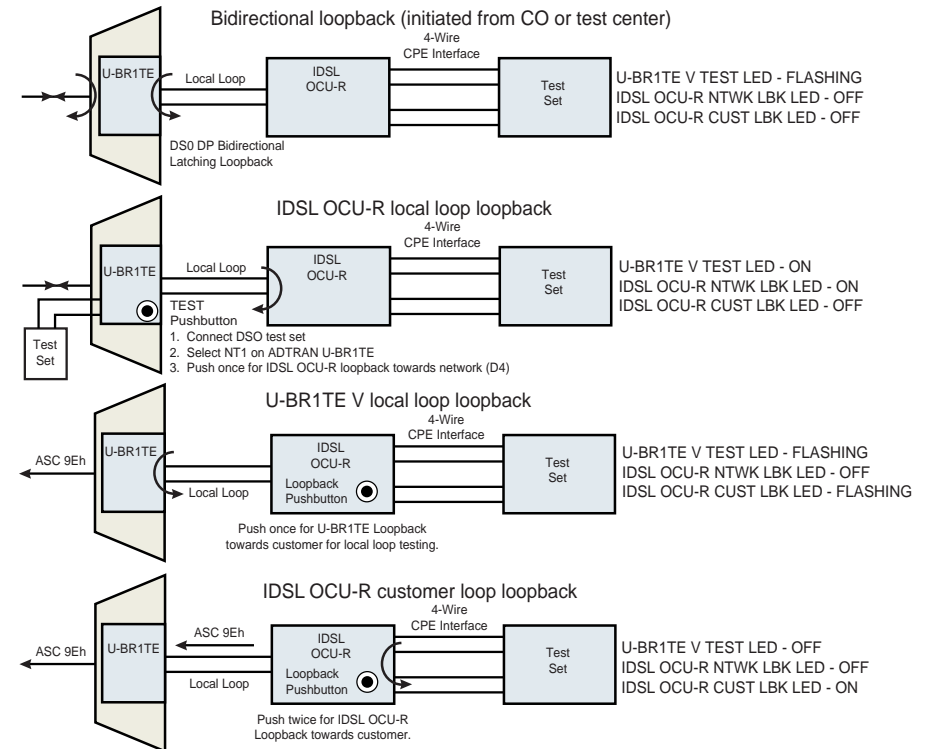 Bidirectional loopback (initiated from CO or test center)
4-Wire
CPE Interface
U-BR1TE
Local Loop
IDSL
OCU-R
Test
Set
U-BR1TE V TEST LED - FLASHING
IDSL OCU-R NTWK LBK LED - OFF
IDSL OCU-R CUST LBK LED - OFF
DS0 DP Bidirectional
Latching Loopback
IDSL OCU-R local loop loopback
4-Wire
CPE Interface
U-BR1TE
Local Loop
IDSL
OCU-R
Test
Set
U-BR1TE V TEST LED - ON
IDSL OCU-R NTWK LBK LED - ON
IDSL OCU-R CUST LBK LED - OFF
Test
Set
TEST
Pushbutton
1. Connect DSO test set
2. Select NT1 on ADTRAN U-BR1TE
3. Push once for IDSL OCU-R loopback towards network (D4)
U-BR1TE V local loop loopback
4-Wire
CPE Interface
ASC 9Eh
U-BR1TE
Local Loop
IDSL
OCU-R
Loopback
Pushbutton
Test
Set
U-BR1TE V TEST LED - FLASHING
IDSL OCU-R NTWK LBK LED - OFF
IDSL OCU-R CUST LBK LED - FLASHING
Push once for U-BR1TE Loopback
towards customer for local loop testing.
IDSL OCU-R customer loop loopback
4-Wire
CPE Interface
ASC 9Eh
U-BR1TE
ASC 9Eh
Local Loop
IDSL
OCU-R
Loopback
Pushbutton
Test
Set
U-BR1TE V TEST LED - OFF
IDSL OCU-R NTWK LBK LED - OFF
IDSL OCU-R CUST LBK LED - ON
Push twice for IDSL OCU-R
Loopback towards customer.